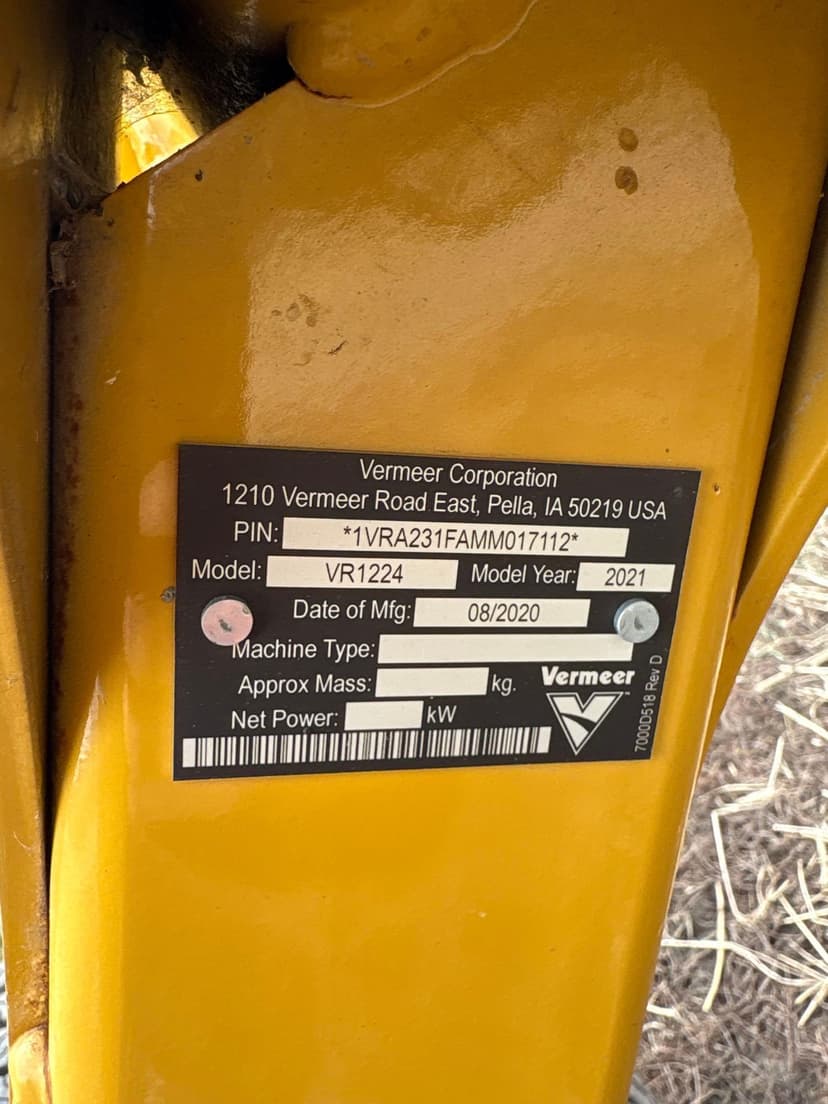 Vermeer Corporation
1210 Vermeer Road East, Pella, IA 50219 USA
PIN: *1VRA231FAMM017112*
Model: VR1224 Model Year: 2021
Date of Mfg: 08/2020
Machine Type:
Approx Mass: kg.
Net Power: kW
Vermeer™
7000D518 Rev D